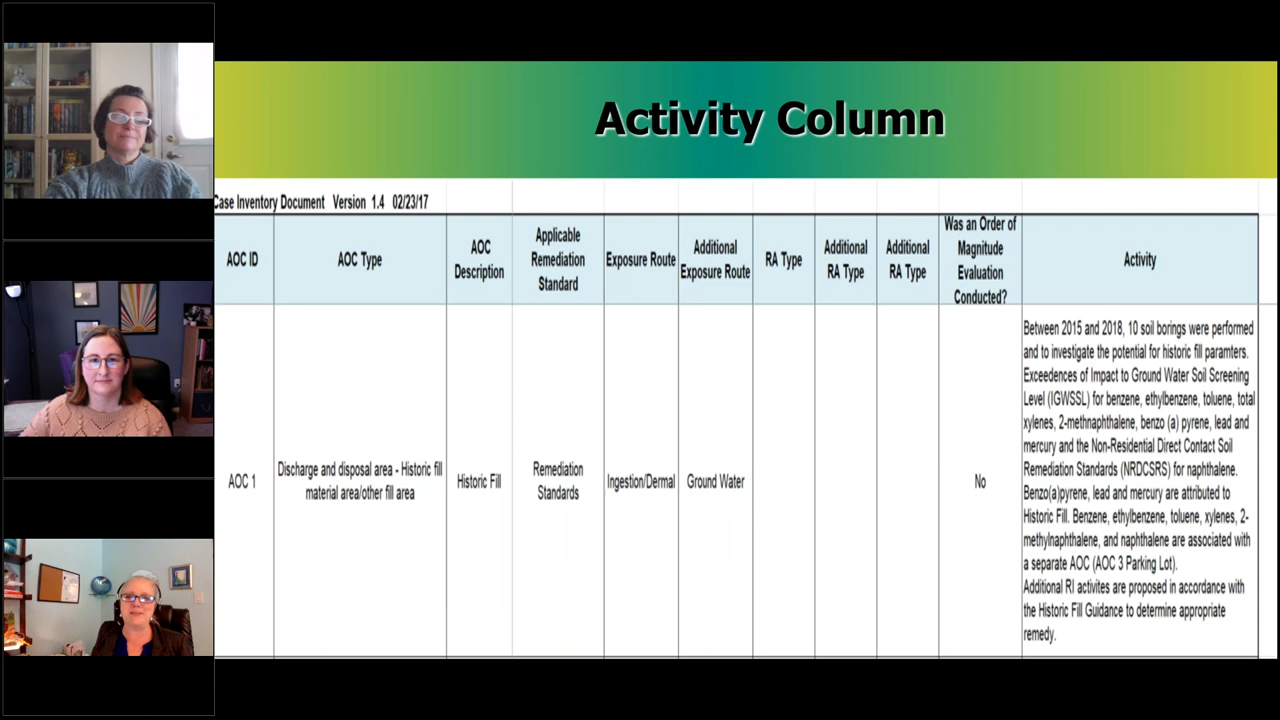 Activity Column
Case Inventory Document Version 1.4 02/23/17
AOC ID
AOC Type
AOC
Description
Applicable
Remediation
Standard
Exposure Route
Additional
Exposure Route
RA Type
Additional
RA Type
Additional
RA Type
Was an Order of
Magnitude
Evaluation
Conducted?
Activity
AOC 1
Discharge and disposal area - Historic fill
material area/other fill area
Historic Fill
Remediation
Standards
Ingestion/Dermal
Ground Water
No
Between 2015 and 2018, 10 soil borings were performed
and to investigate the potential for historic fill paramters.
Exceedences of Impact to Ground Water Soil Screening
Level (IGWSSL) for benzene, ethylbenzene, toluene, total
xylenes, 2-methnaphthalene, benzo (a) pyrene, lead and
mercury and the Non-Residential Direct Contact Soil
Remediation Standards (NRDCSRS) for napthalene.
Benzo(a)pyrene, lead and mercury are attributed to
Historic Fill. Benzene, ethylbenzene, toluene, xylenes, 2-
methylnaphthalene, and naphthalene are associated with
a separate AOC (AOC 3 Parking Lot).
Additional RI activites are proposed in accordance with
the Historic Fill Guidance to determine appropriate
remedy.